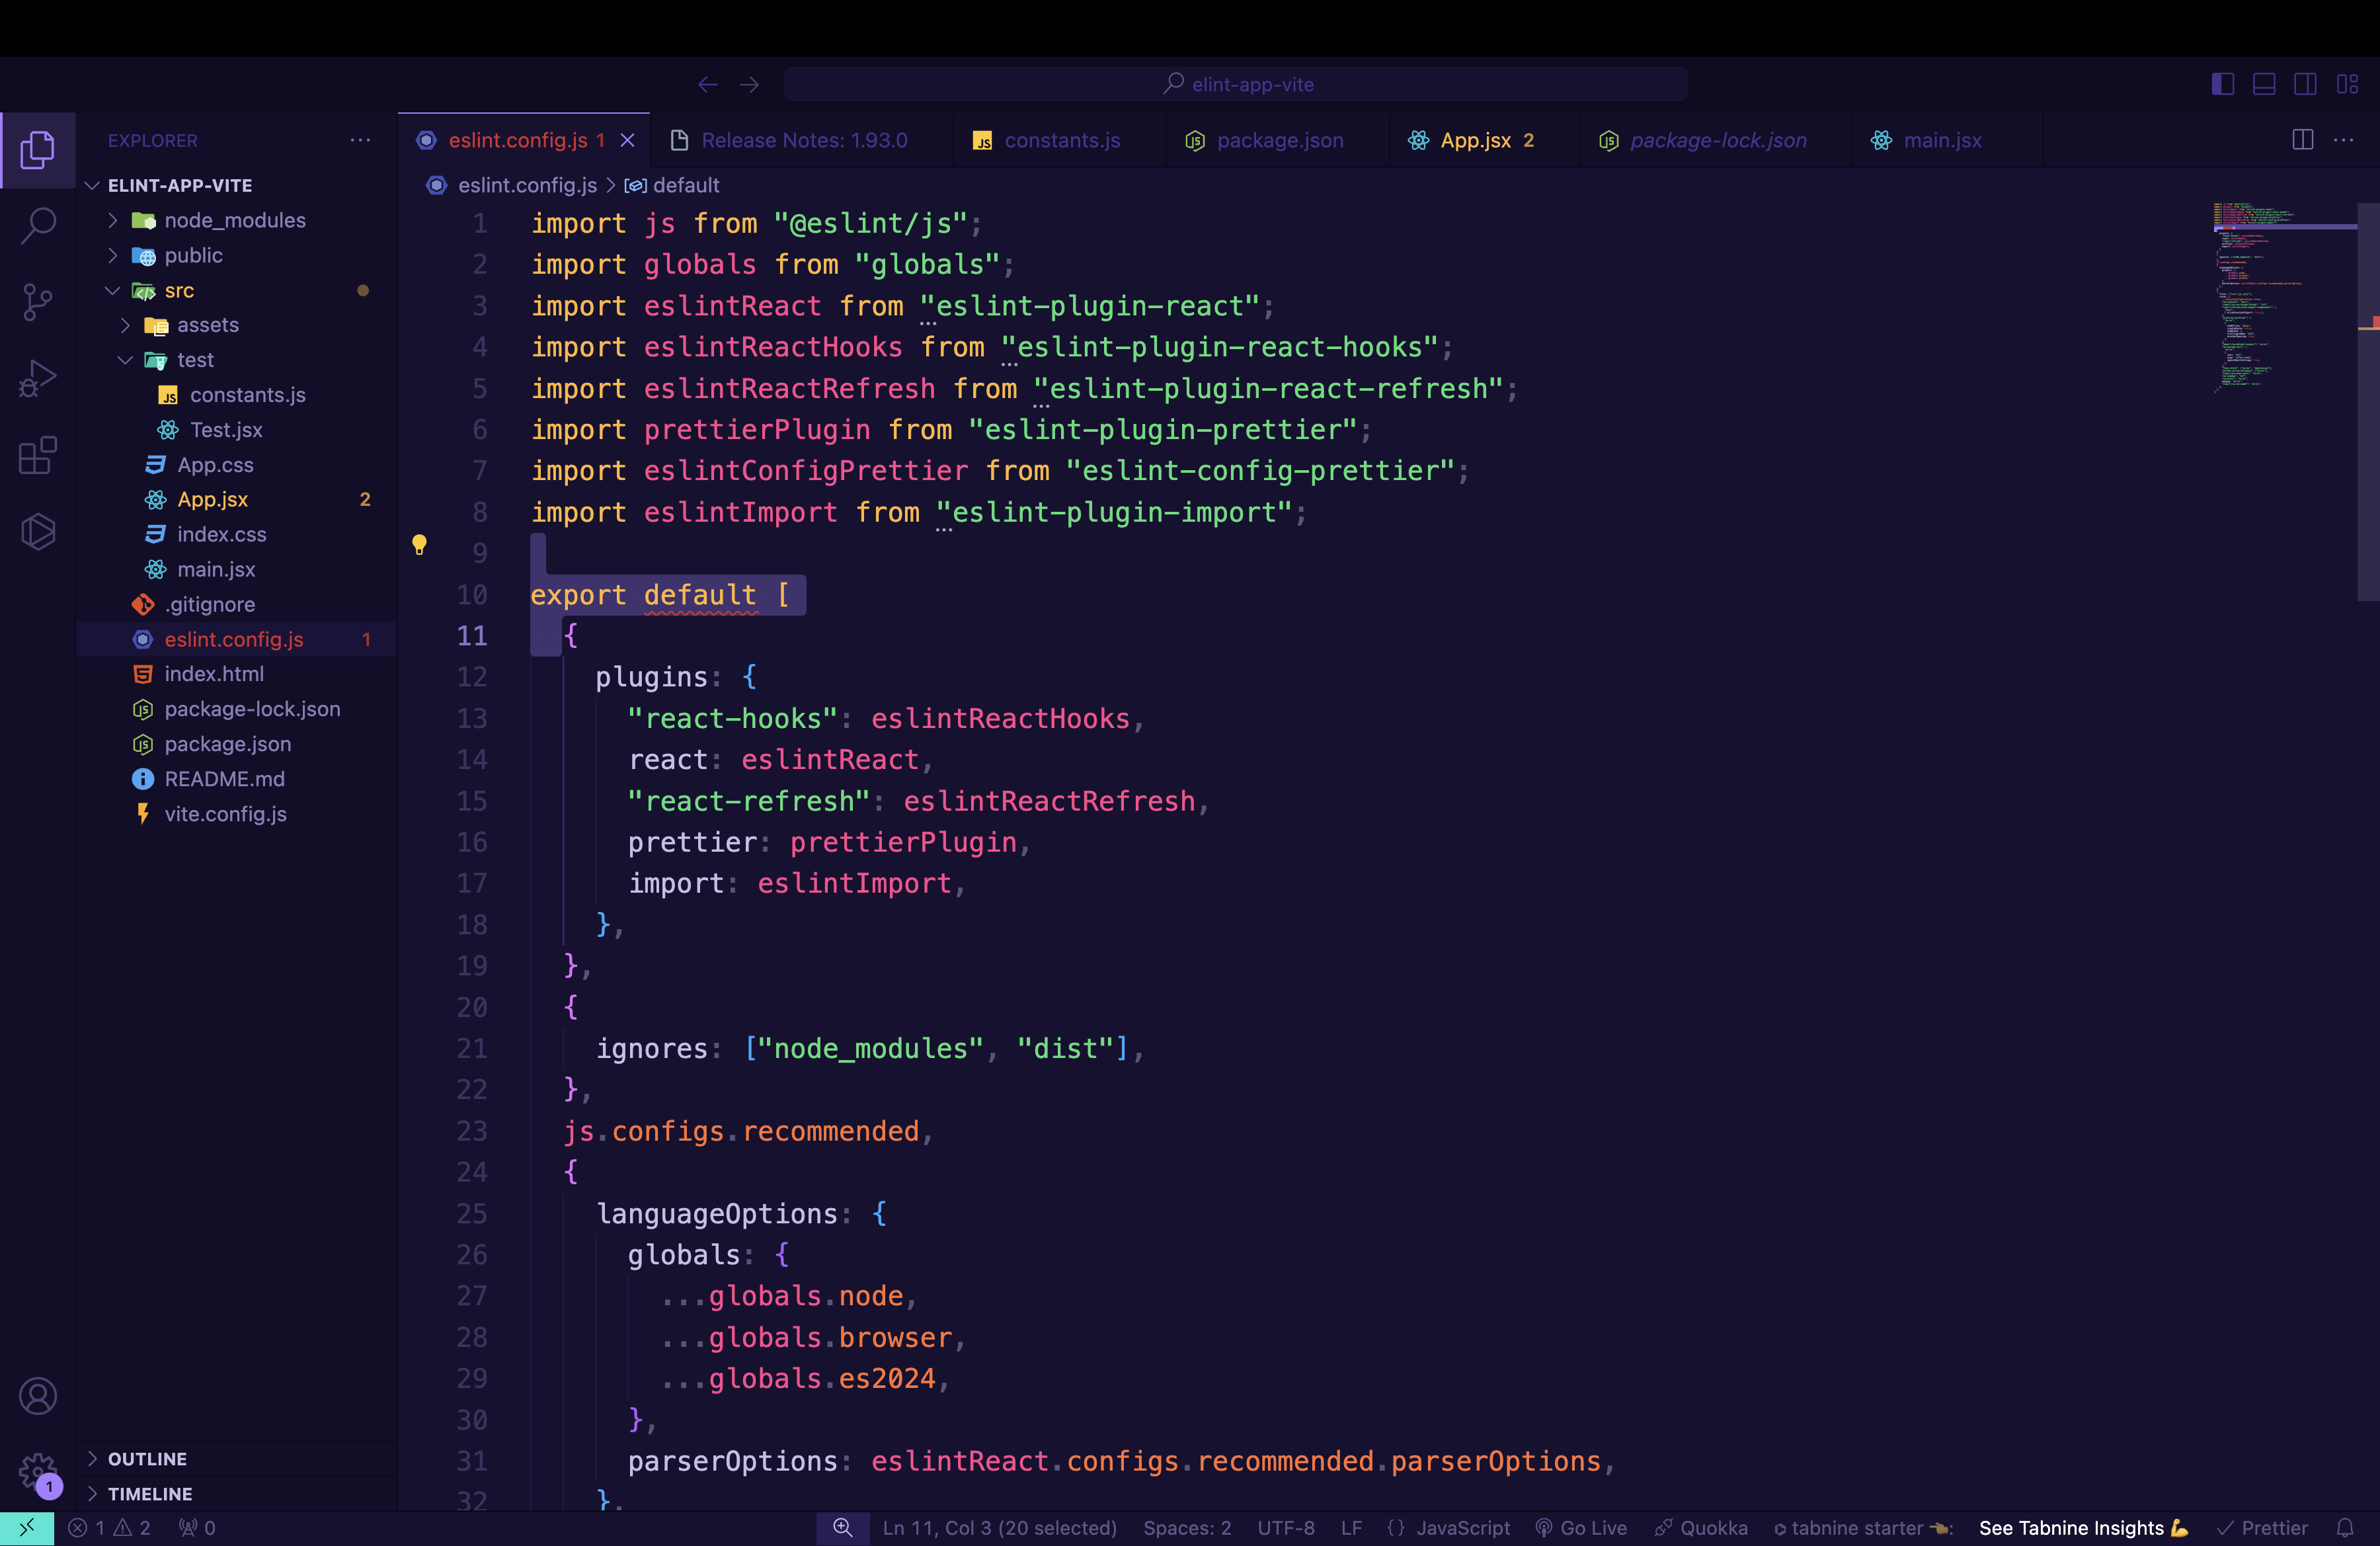 elint-app-vite
EXPLORER
eslint.config.js 1
Release Notes: 1.93.0
constants.js
package.json
App.jsx 2
package-lock.json
main.jsx
ELINT-APP-VITE
node_modules
public
src
assets
test
constants.js
Test.jsx
App.css
App.jsx 2
index.css
main.jsx
.gitignore
eslint.config.js 1
index.html
package-lock.json
package.json
README.md
vite.config.js
OUTLINE
TIMELINE
eslint.config.js > default
1 import js from "@eslint/js";
2 import globals from "globals";
3 import eslintReact from "eslint-plugin-react";
4 import eslintReactHooks from "eslint-plugin-react-hooks";
5 import eslintReactRefresh from "eslint-plugin-react-refresh";
6 import prettierPlugin from "eslint-plugin-prettier";
7 import eslintConfigPrettier from "eslint-config-prettier";
8 import eslintImport from "eslint-plugin-import";
9
10 export default [
11 {
12 plugins: {
13 "react-hooks": eslintReactHooks,
14 react: eslintReact,
15 "react-refresh": eslintReactRefresh,
16 prettier: prettierPlugin,
17 import: eslintImport,
18 },
19 },
20 {
21 ignores: ["node_modules", "dist"],
22 },
23 js.configs.recommended,
24 {
25 languageOptions: {
26 globals: {
27 ...globals.node,
28 ...globals.browser,
29 ...globals.es2024,
30 },
31 parserOptions: eslintReact.configs.recommended.parserOptions,
32 },
1
1 2 0
Ln 11, Col 3 (20 selected) Spaces: 2 UTF-8 LF {} JavaScript Go Live Quokka tabnine starter See Tabnine Insights 💪 Prettier